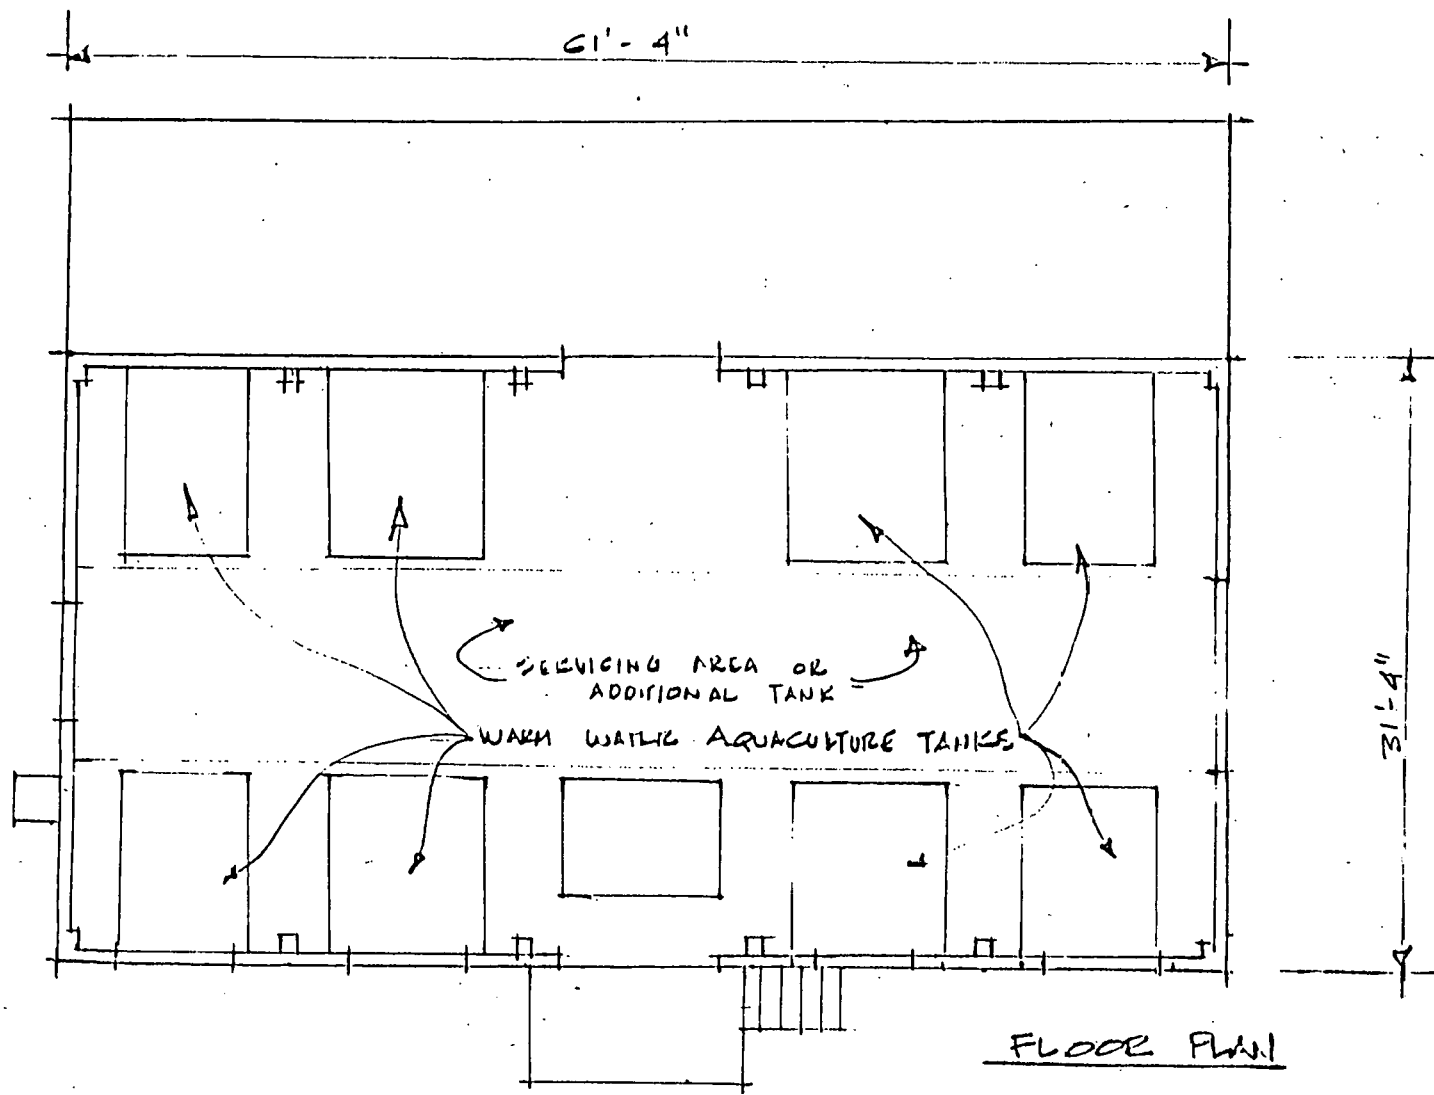 61'- 4"
SERVICING AREA OR
ADDITIONAL TANK
WARM WATER AQUACULTURE TANKS
31'-4"
FLOOR PLAN